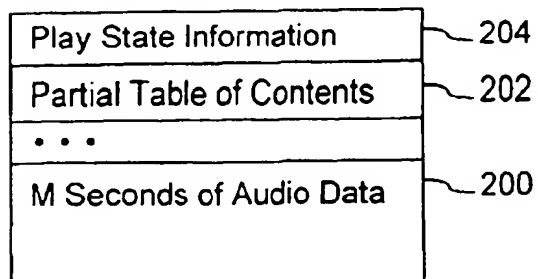 Play State Information 204
Partial Table of Contents 202
• • •
M Seconds of Audio Data 200